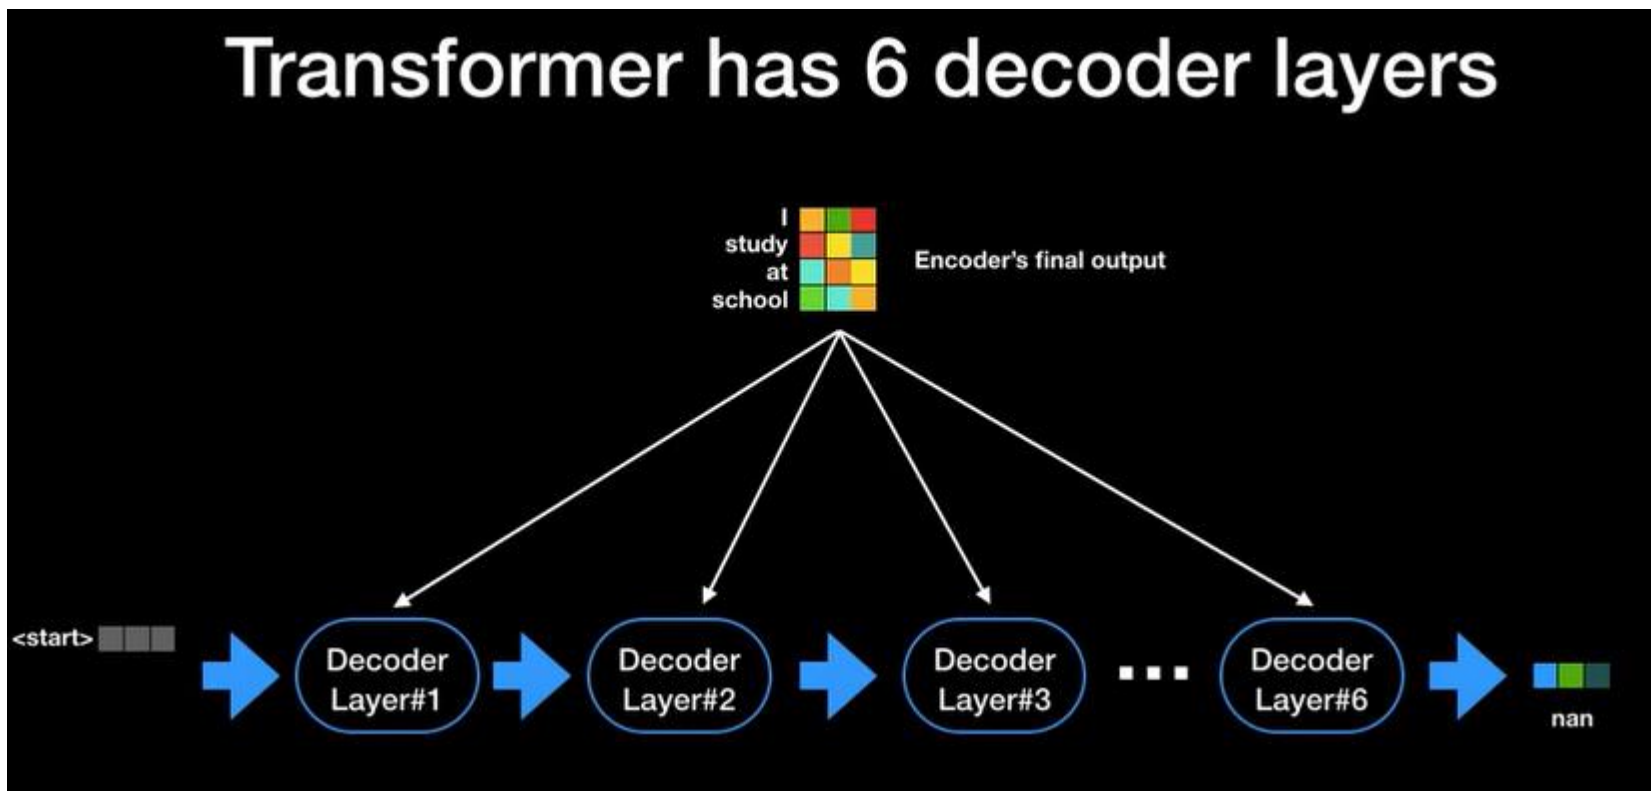 Transformer has 6 decoder layers
I
study
at
school
Encoder's final output
<start>
Decoder
Layer#1
Decoder
Layer#2
Decoder
Layer#3
...
Decoder
Layer#6
nan